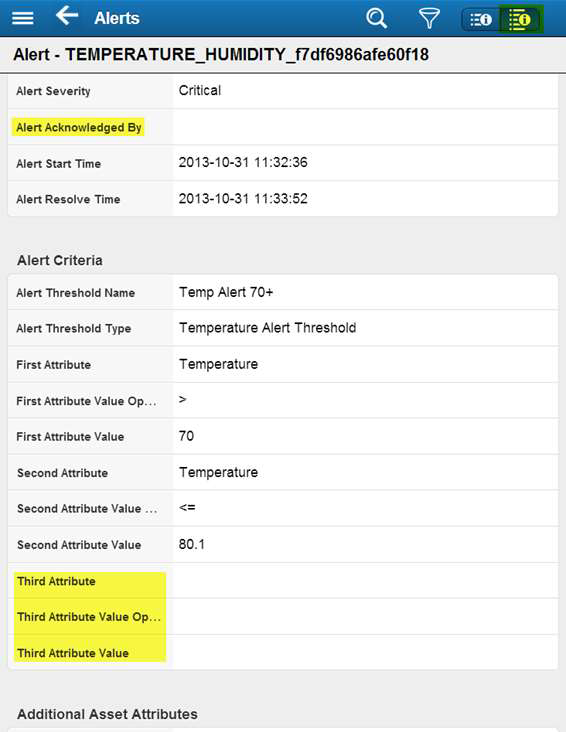 Alerts
Alert - TEMPERATURE_HUMIDITY_f7df6986afe60f18
Alert Severity Critical
Alert Acknowledged By
Alert Start Time 2013-10-31 11:32:36
Alert Resolve Time 2013-10-31 11:33:52
Alert Criteria
Alert Threshold Name Temp Alert 70+
Alert Threshold Type Temperature Alert Threshold
First Attribute Temperature
First Attribute Value Op... >
First Attribute Value 70
Second Attribute Temperature
Second Attribute Value ... <=
Second Attribute Value 80.1
Third Attribute
Third Attribute Value Op...
Third Attribute Value
Additional Asset Attributes